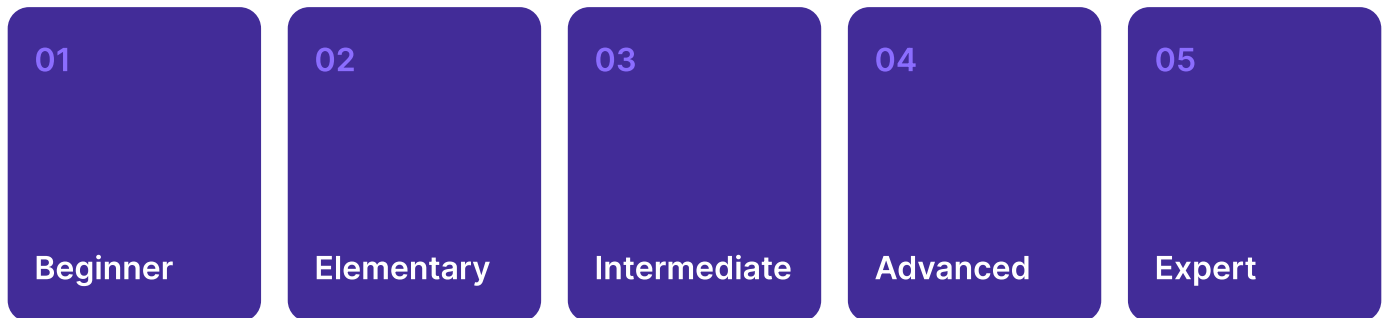 01
Beginner
02
Elementary
03
Intermediate
04
Advanced
05
Expert